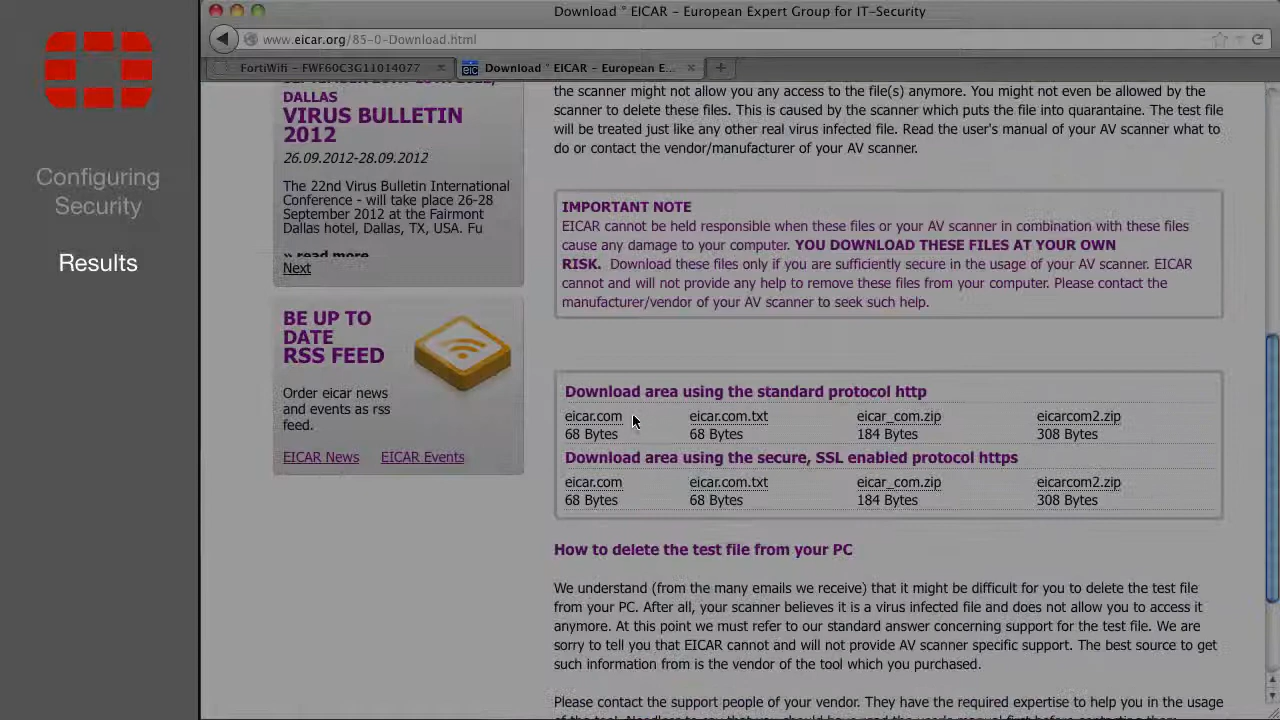 Configuring
Security
Results
Download ° EICAR - European Expert Group for IT-Security
www.eicar.org/85-0-Download.html
FortiWifi - FWF60C3G11014077
Download ° EICAR - European E...
DALLAS
VIRUS BULLETIN
2012
26.09.2012-28.09.2012
The 22nd Virus Bulletin International
Conference - will take place 26-28
September 2012 at the Fairmont
Dallas hotel, Dallas, TX, USA. Fu
» read more
Next
BE UP TO
DATE
RSS FEED
Order eicar news
and events as rss
feed.
EICAR News EICAR Events
the scanner might not allow you any access to the file(s) anymore. You might not even be allowed by the
scanner to delete these files. This is caused by the scanner which puts the file into quarantaine. The test file
will be treated just like any other real virus infected file. Read the user's manual of your AV scanner what to
do or contact the vendor/manufacturer of your AV scanner.
IMPORTANT NOTE
EICAR cannot be held responsible when these files or your AV scanner in combination with these files
cause any damage to your computer. YOU DOWNLOAD THESE FILES AT YOUR OWN
RISK. Download these files only if you are sufficiently secure in the usage of your AV scanner. EICAR
cannot and will not provide any help to remove these files from your computer. Please contact the
manufacturer/vendor of your AV scanner to seek such help.
Download area using the standard protocol http
eicar.com eicar.com.txt eicar_com.zip eicarcom2.zip
68 Bytes 68 Bytes 184 Bytes 308 Bytes
Download area using the secure, SSL enabled protocol https
eicar.com eicar.com.txt eicar_com.zip eicarcom2.zip
68 Bytes 68 Bytes 184 Bytes 308 Bytes
How to delete the test file from your PC
We understand (from the many emails we receive) that it might be difficult for you to delete the test file
from your PC. After all, your scanner believes it is a virus infected file and does not allow you to access it
anymore. At this point we must refer to our standard answer concerning support for the test file. We are
sorry to tell you that EICAR cannot and will not provide AV scanner specific support. The best source to get
such information from is the vendor of the tool which you purchased.
Please contact the support people of your vendor. They have the required expertise to help you in the usage